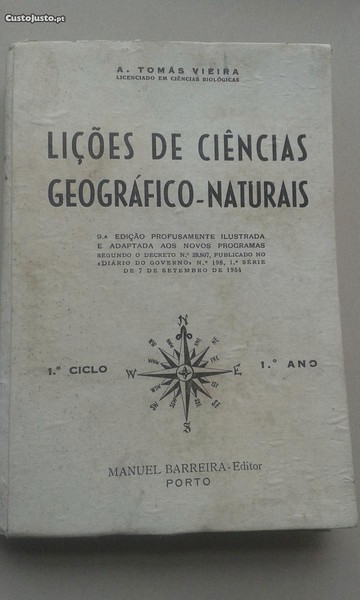 CustoJusto.pt
A. TOMÁS VIEIRA
LICENCIADO EM CIÊNCIAS BIOLÓGICAS
LIÇÕES DE CIÊNCIAS
GEOGRÁFICO-NATURAIS
9.ª EDIÇÃO PROFUSAMENTE ILUSTRADA
E ADAPTADA AOS NOVOS PROGRAMAS
SEGUNDO O DECRETO N.º 39.807, PUBLICADO NO
«DIÁRIO DO GOVERNO» N.º 198, 1.ª SÉRIE
DE 7 DE SETEMBRO DE 1954
N
1.º CICLO W E 1.º ANO
S
MANUEL BARREIRA-Editor
PORTO